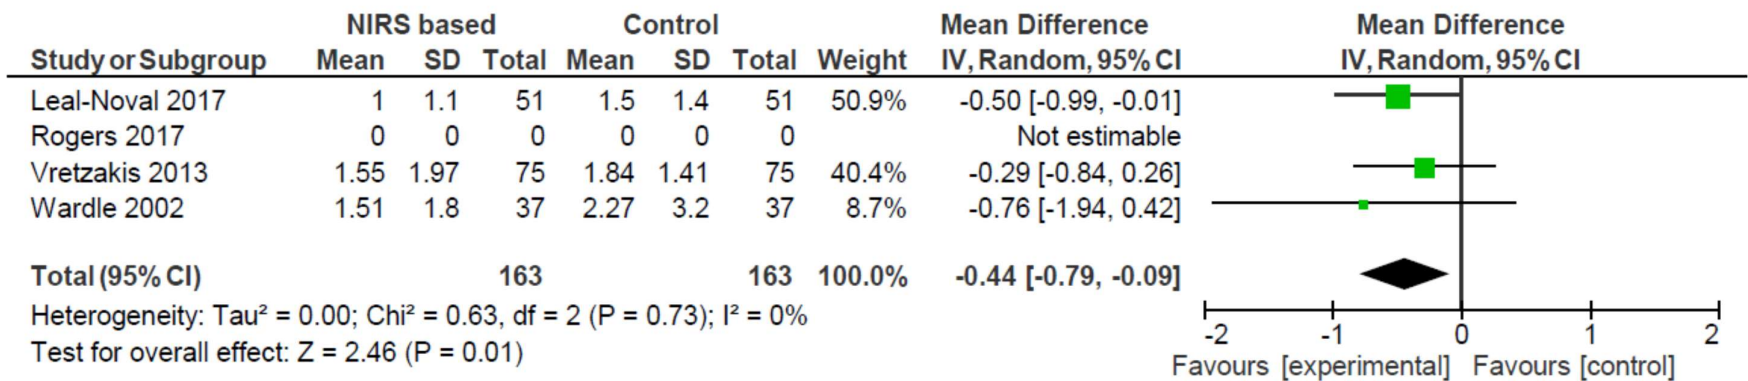 NIRS based Control Mean Difference Mean Difference
Study or Subgroup Mean SD Total Mean SD Total Weight IV, Random, 95% CI IV, Random, 95% CI
Leal-Noval 2017 1 1.1 51 1.5 1.4 51 50.9% -0.50 [-0.99, -0.01]
Rogers 2017 0 0 0 0 0 0 Not estimable
Vretzakis 2013 1.55 1.97 75 1.84 1.41 75 40.4% -0.29 [-0.84, 0.26]
Wardle 2002 1.51 1.8 37 2.27 3.2 37 8.7% -0.76 [-1.94, 0.42]
Total (95% CI) 163 163 100.0% -0.44 [-0.79, -0.09]
Heterogeneity: Tau² = 0.00; Chi² = 0.63, df = 2 (P = 0.73); I² = 0%
Test for overall effect: Z = 2.46 (P = 0.01)
-2 -1 0 1 2
Favours [experimental] Favours [control]